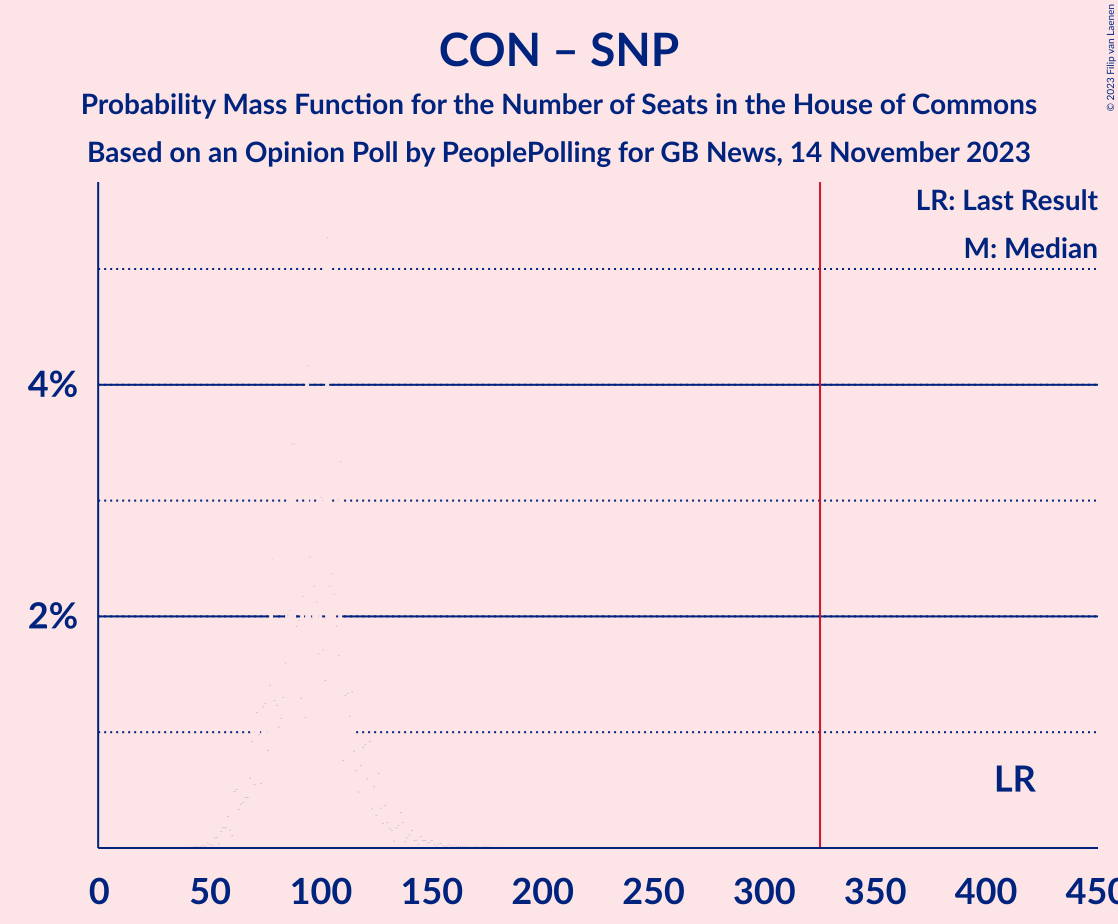 CON – SNP
Probability Mass Function for the Number of Seats in the House of Commons
Based on an Opinion Poll by PeoplePolling for GB News, 14 November 2023
© 2023 Filip van Laenen
LR: Last Result
M: Median
4%
2%
LR
0 50 100 150 200 250 300 350 400 450